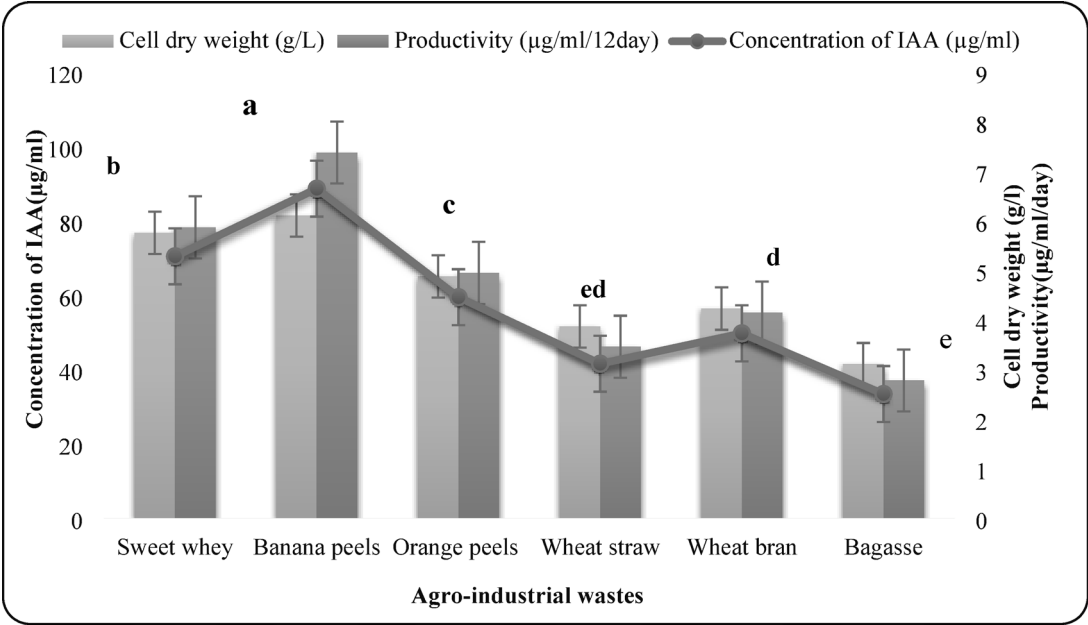 Cell dry weight (g/L) Productivity (µg/ml/12day) Concentration of IAA (µg/ml)
120
100
80
60
40
20
0
Concentration of IAA(µg/ml)
9
8
7
6
5
4
3
2
1
0
Cell dry weight (g/l)
Productivity(µg/ml/day)
b
a
c
ed
d
e
Sweet whey Banana peels Orange peels Wheat straw Wheat bran Bagasse
Agro-industrial wastes